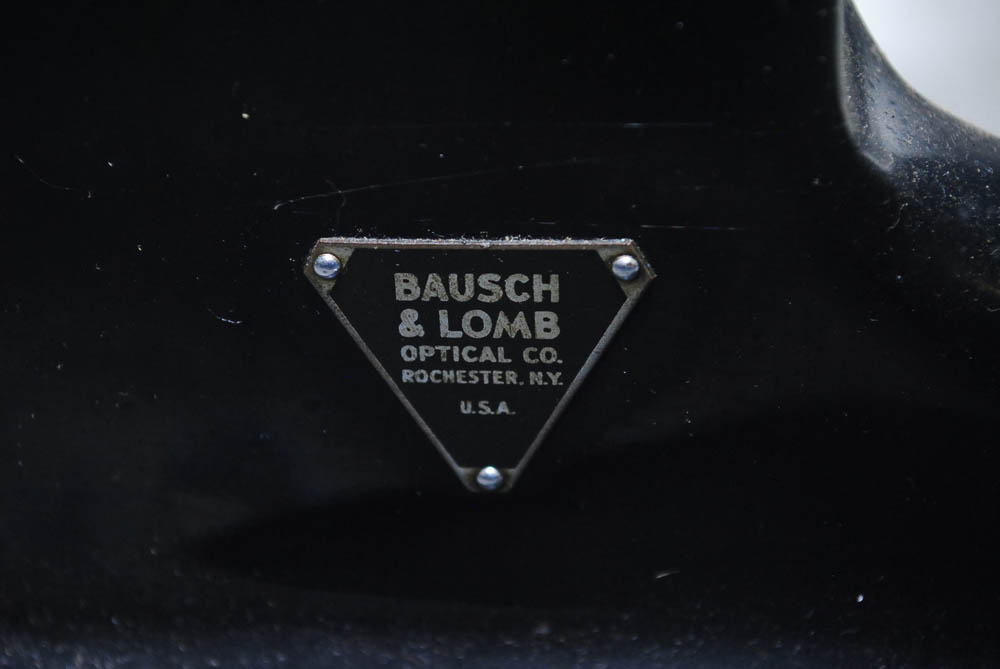 BAUSCH
& LOMB
OPTICAL CO.
ROCHESTER, N.Y.
U.S.A.